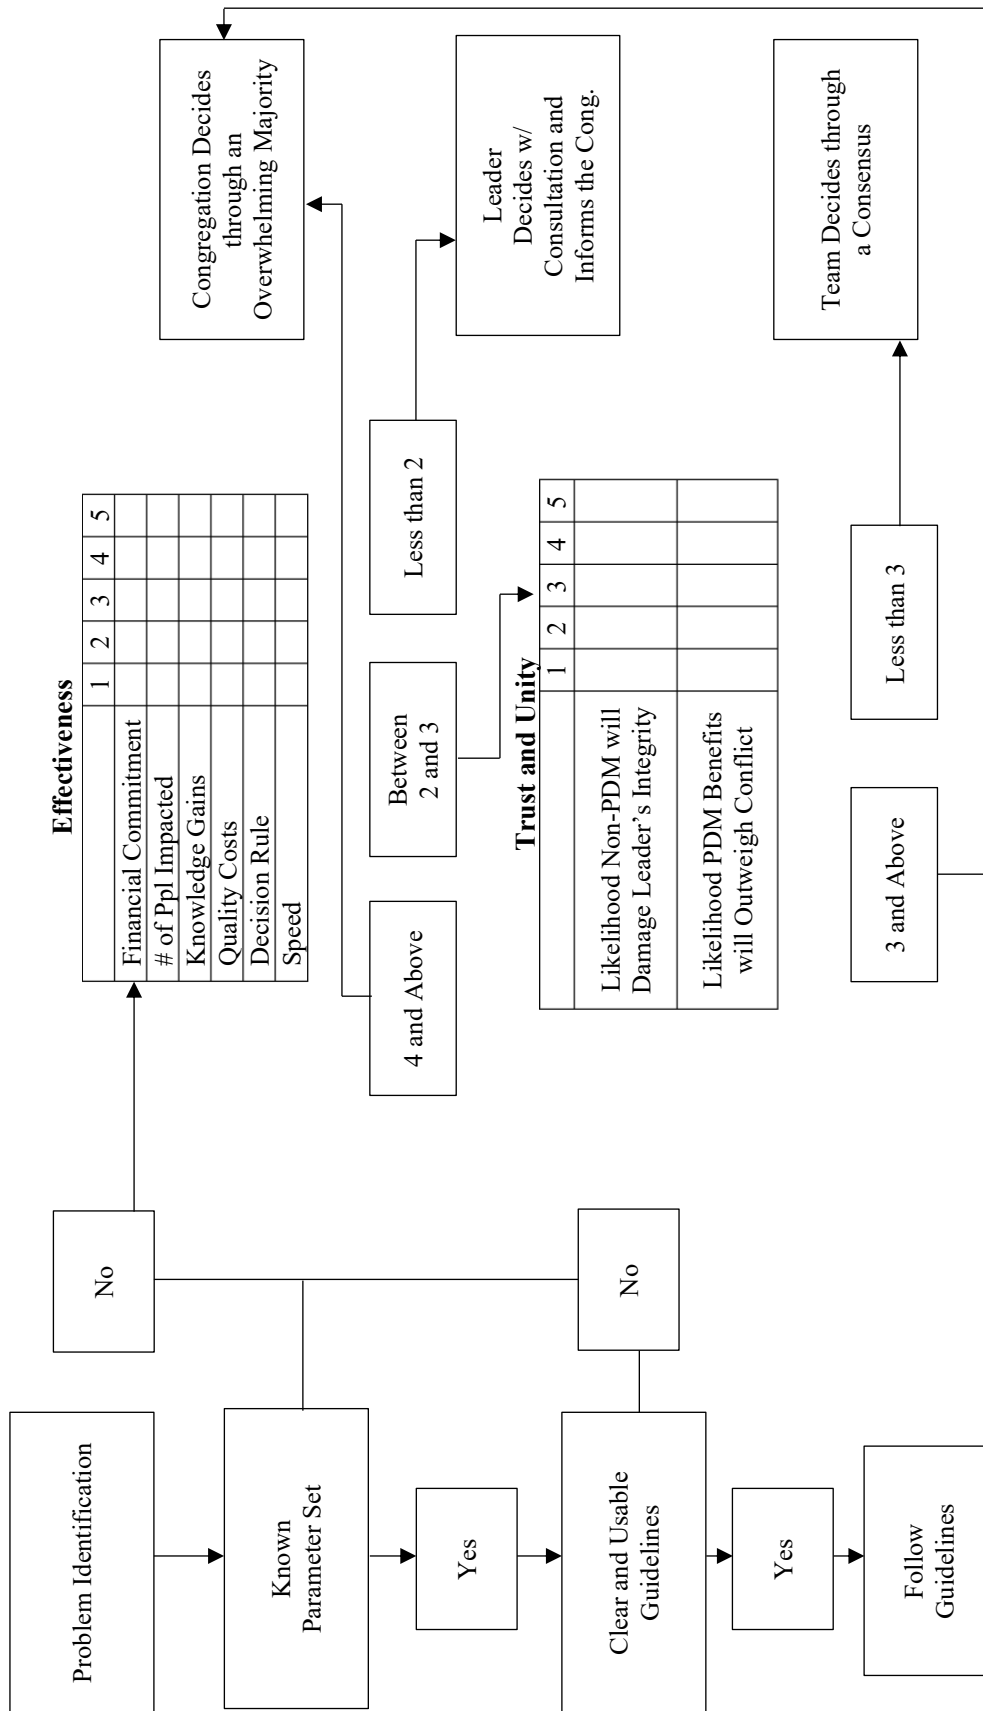 Problem Identification
Known
Parameter Set
Yes
Clear and Usable
Guidelines
Yes
Follow
Guidelines
No
No
Effectiveness
1 2 3 4 5
Financial Commitment
# of Ppl Impacted
Knowledge Gains
Quality Costs
Decision Rule
Speed
4 and Above
Between
2 and 3
Less than 2
Trust and Unity
1 2 3 4 5
Likelihood Non-PDM will
Damage Leader’s Integrity
Likelihood PDM Benefits
will Outweigh Conflict
3 and Above
Less than 3
Congregation Decides
through an
Overwhelming Majority
Leader
Decides w/
Consultation and
Informs the Cong.
Team Decides through
a Consensus